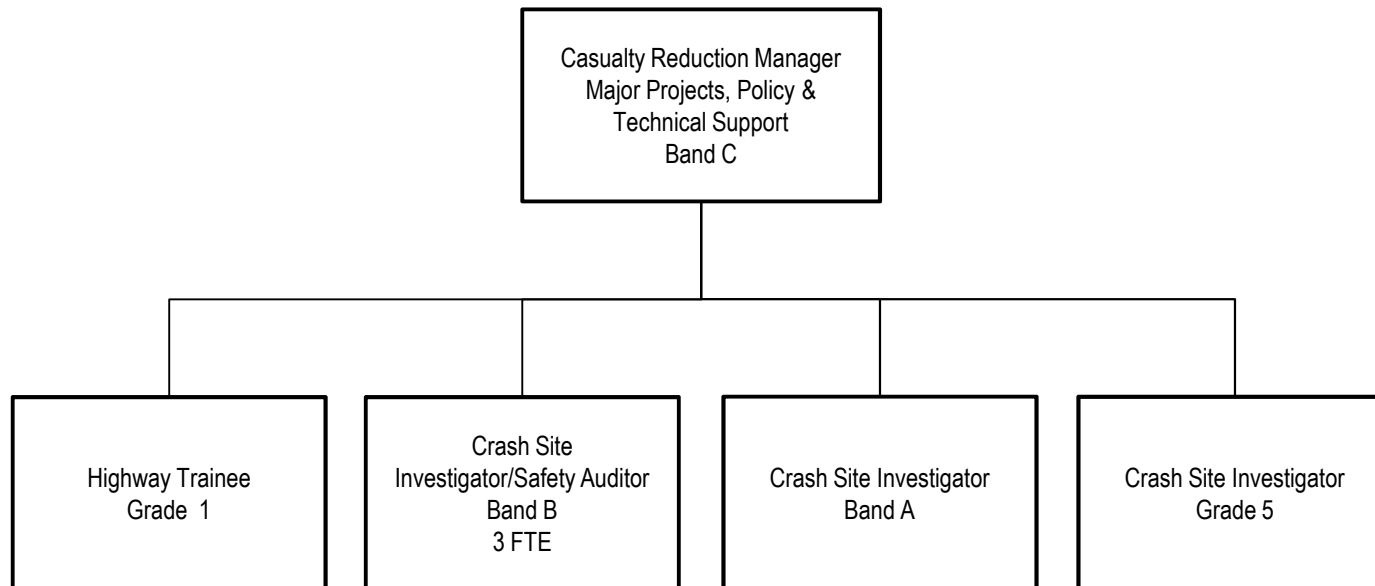 Casualty Reduction Manager
Major Projects, Policy &
Technical Support
Band C
Highway Trainee
Grade 1
Crash Site
Investigator/Safety Auditor
Band B
3 FTE
Crash Site Investigator
Band A
Crash Site Investigator
Grade 5